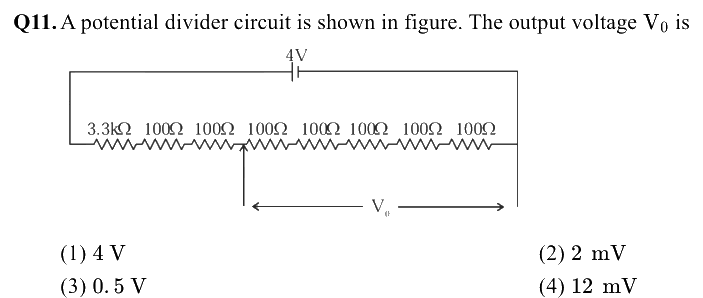 Q11. A potential divider circuit is shown in figure. The output voltage V₀ is
4V
3.3kΩ 100Ω 100Ω 100Ω 100Ω 100Ω 100Ω 100Ω
V₀
(1) 4 V (2) 2 mV
(3) 0.5 V (4) 12 mV